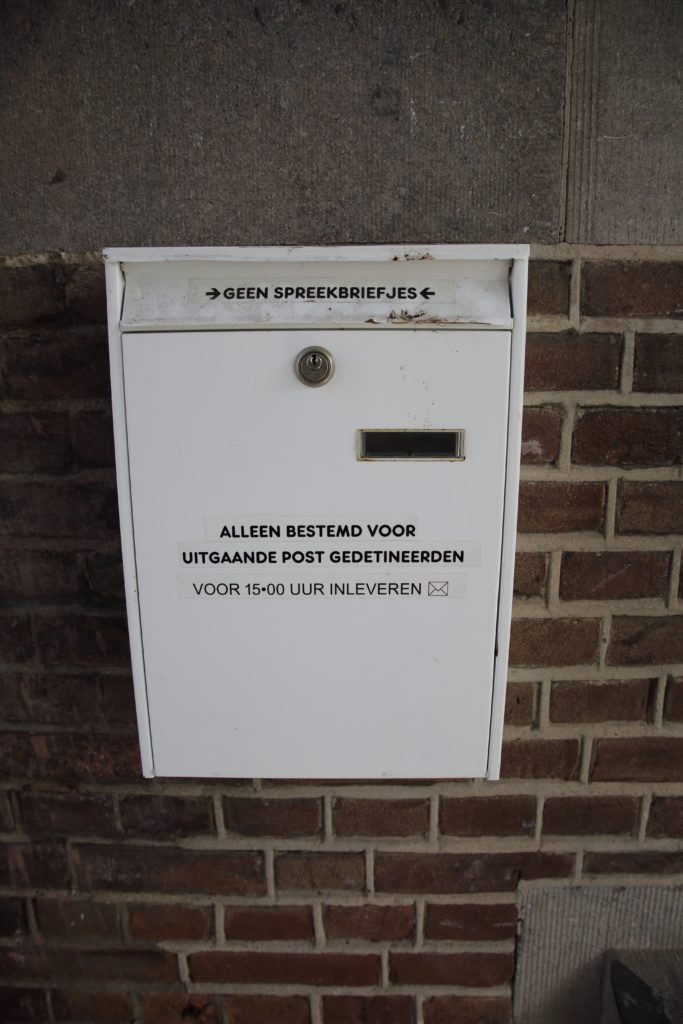 →GEEN SPREEKBRIEFJES←
ALLEEN BESTEMD VOOR
UITGAANDE POST GEDETINEERDEN
VOOR 15•00 UUR INLEVEREN ✉